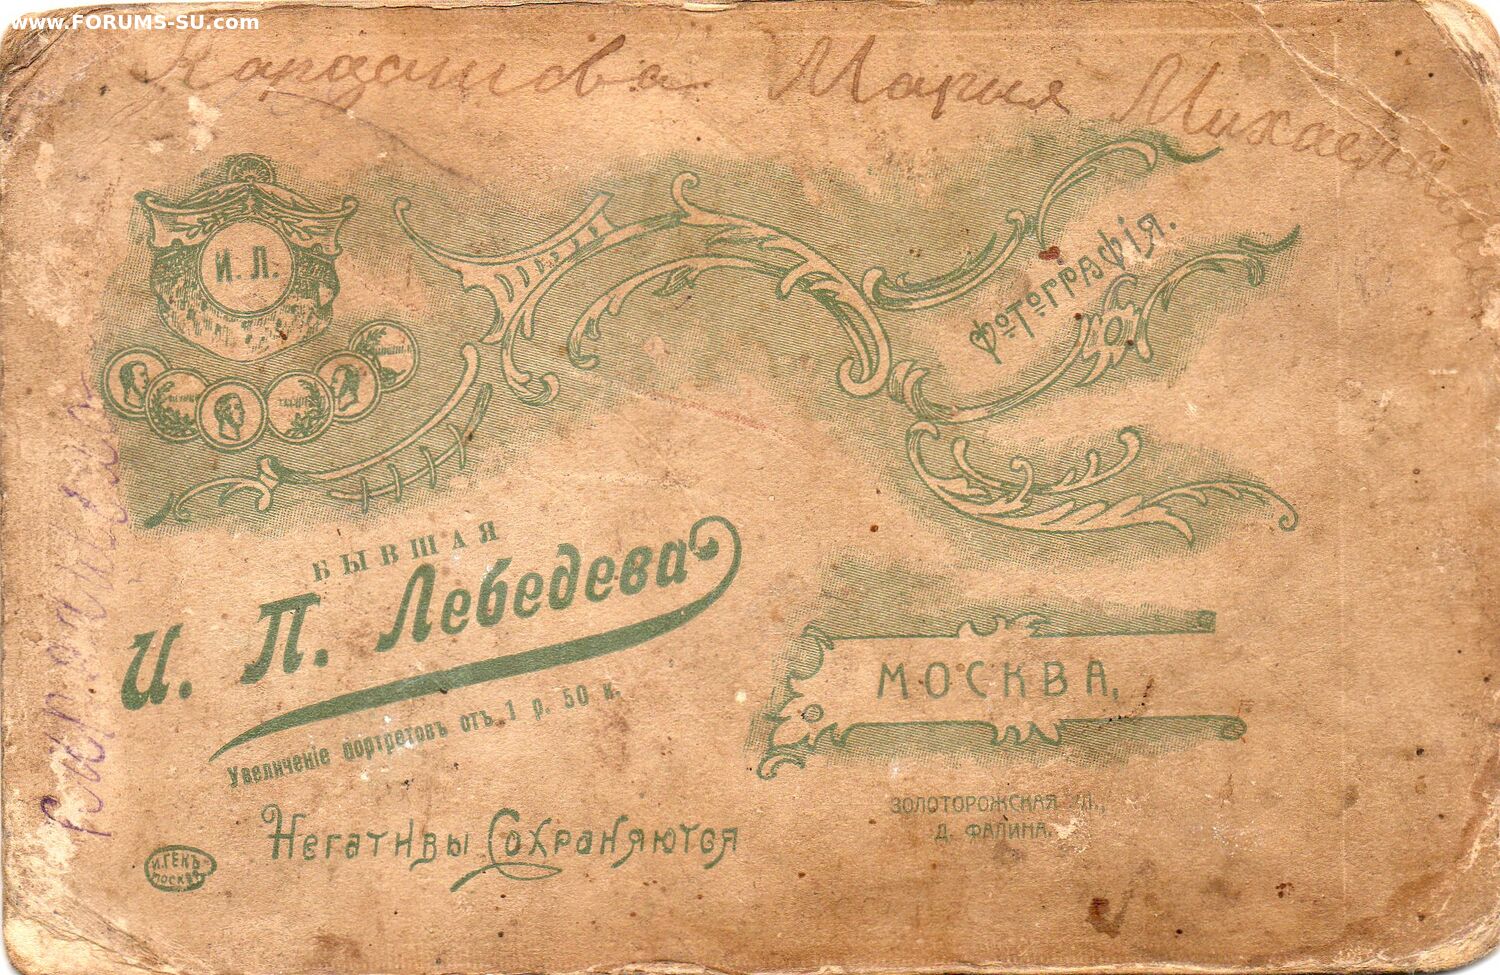 www.FORUMS-SU.com
Кардашова Мария
И. Л.
ФОТОГРАФІЯ.
БЫВШАЯ
И. П. Лебедева
Увеличеніе портретовъ отъ 1 р. 50 к.
Негативы Сохраняются
МОСКВА,
ЗОЛОТОРОЖСКАЯ УЛ.,
Д. ФАЛИНА.
И.ГЕКЪ
МОСКВА